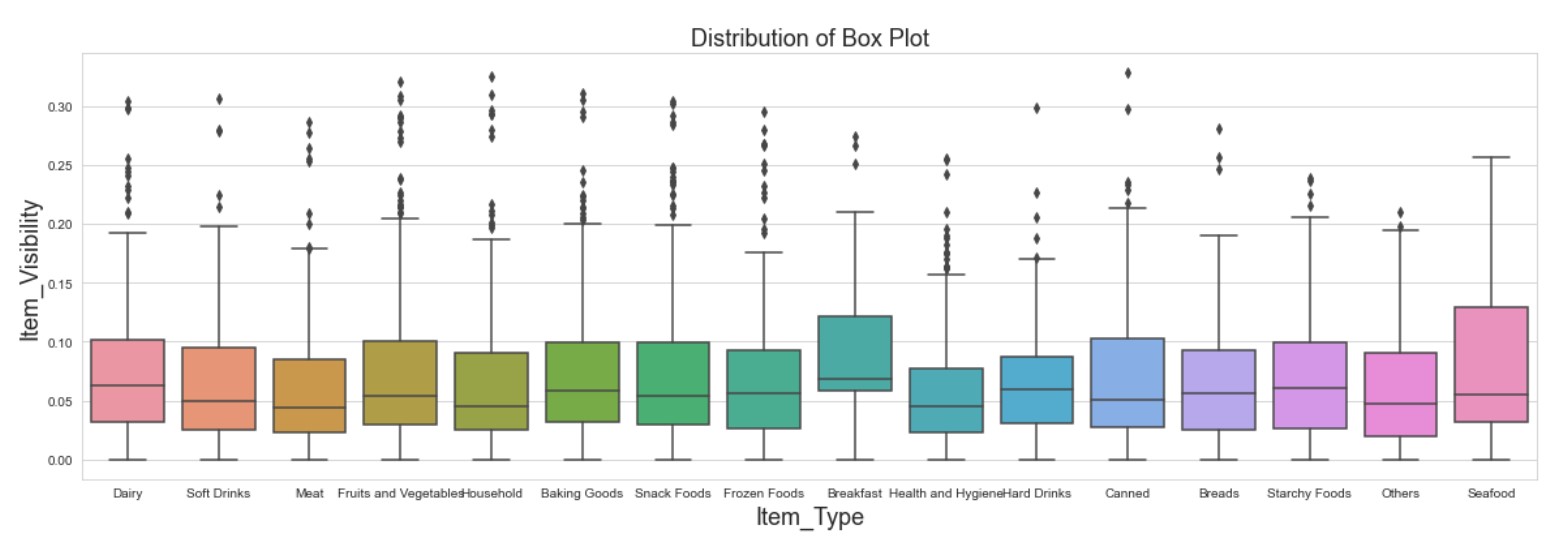 Distribution of Box Plot
Item_Visibility
0.30
0.25
0.20
0.15
0.10
0.05
0.00
Dairy Soft Drinks Meat Fruits and Vegetables Household Baking Goods Snack Foods Frozen Foods Breakfast Health and Hygiene Hard Drinks Canned Breads Starchy Foods Others Seafood
Item_Type